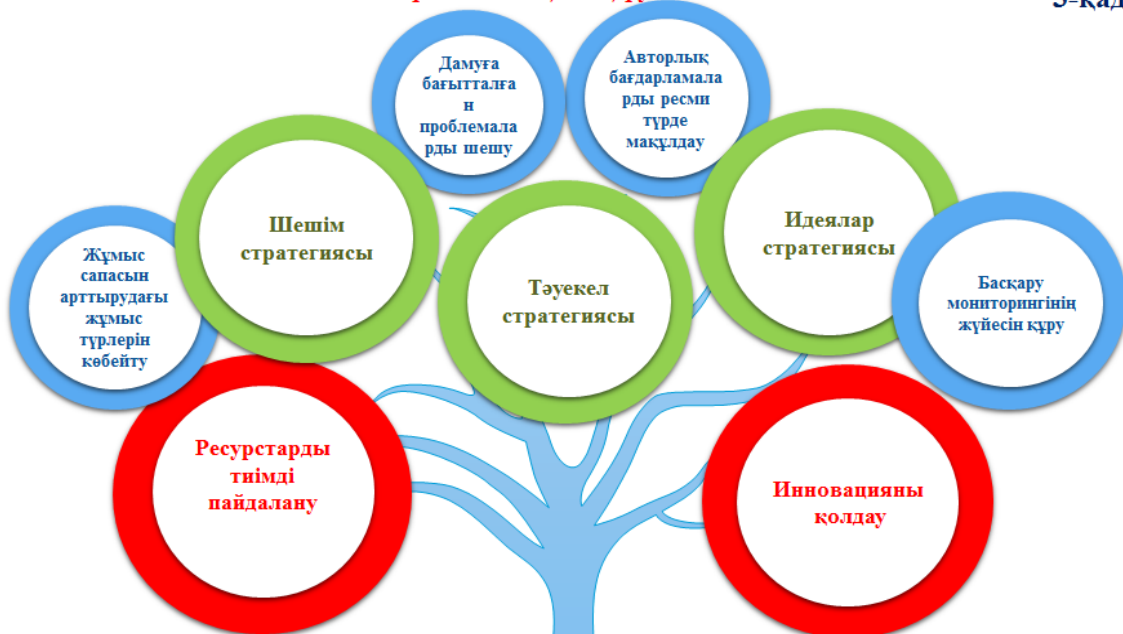 Дамуға
бағытталға
н
проблемала
рды шешу
Авторлық
бағдарламала
рды ресми
түрде
мақұлдау
Шешім
стратегиясы
Идеялар
стратегиясы
Тәуекел
стратегиясы
Жұмыс
сапасын
арттырудағы
жұмыс
түрлерін
көбейту
Басқару
мониторингінің
жүйесін құру
Ресурстарды
тиімді
пайдалану
Инновацияны
қолдау